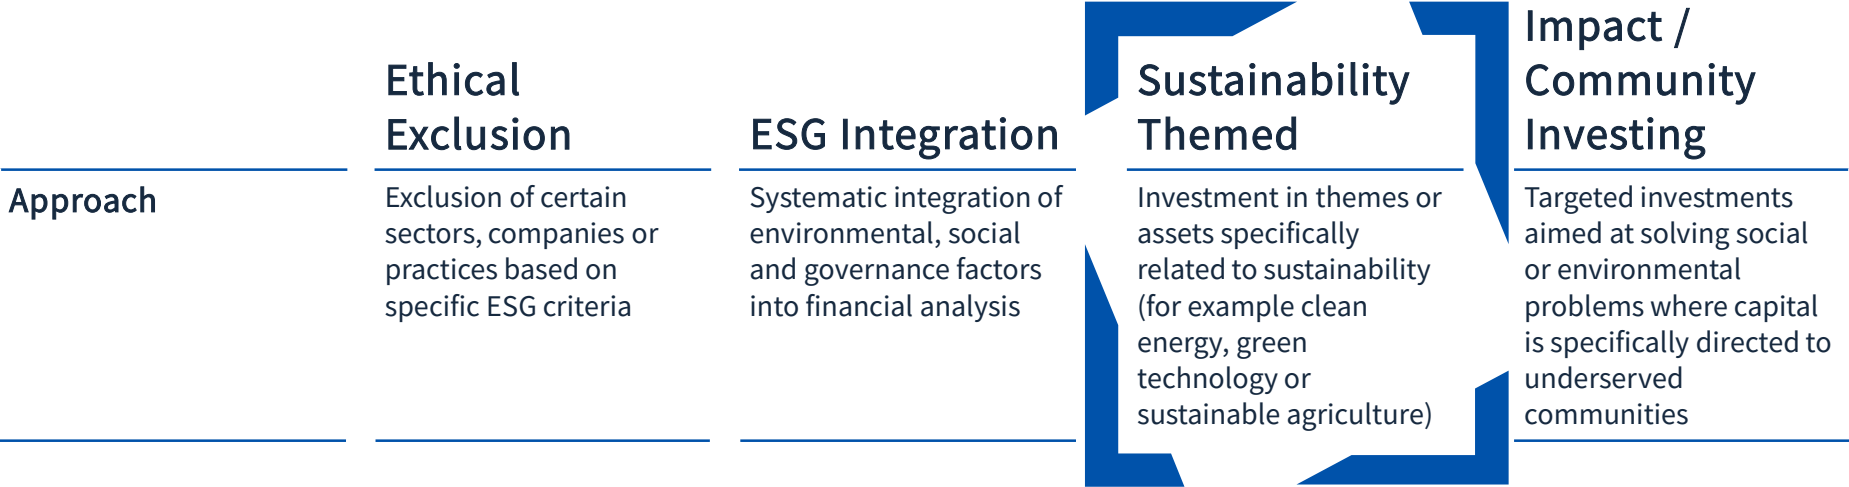 Ethical
Exclusion
ESG Integration
Sustainability
Themed
Impact /
Community
Investing
Approach
Exclusion of certain
sectors, companies or
practices based on
specific ESG criteria
Systematic integration of
environmental, social
and governance factors
into financial analysis
Investment in themes or
assets specifically
related to sustainability
(for example clean
energy, green
technology or
sustainable agriculture)
Targeted investments
aimed at solving social
or environmental
problems where capital
is specifically directed to
underserved
communities